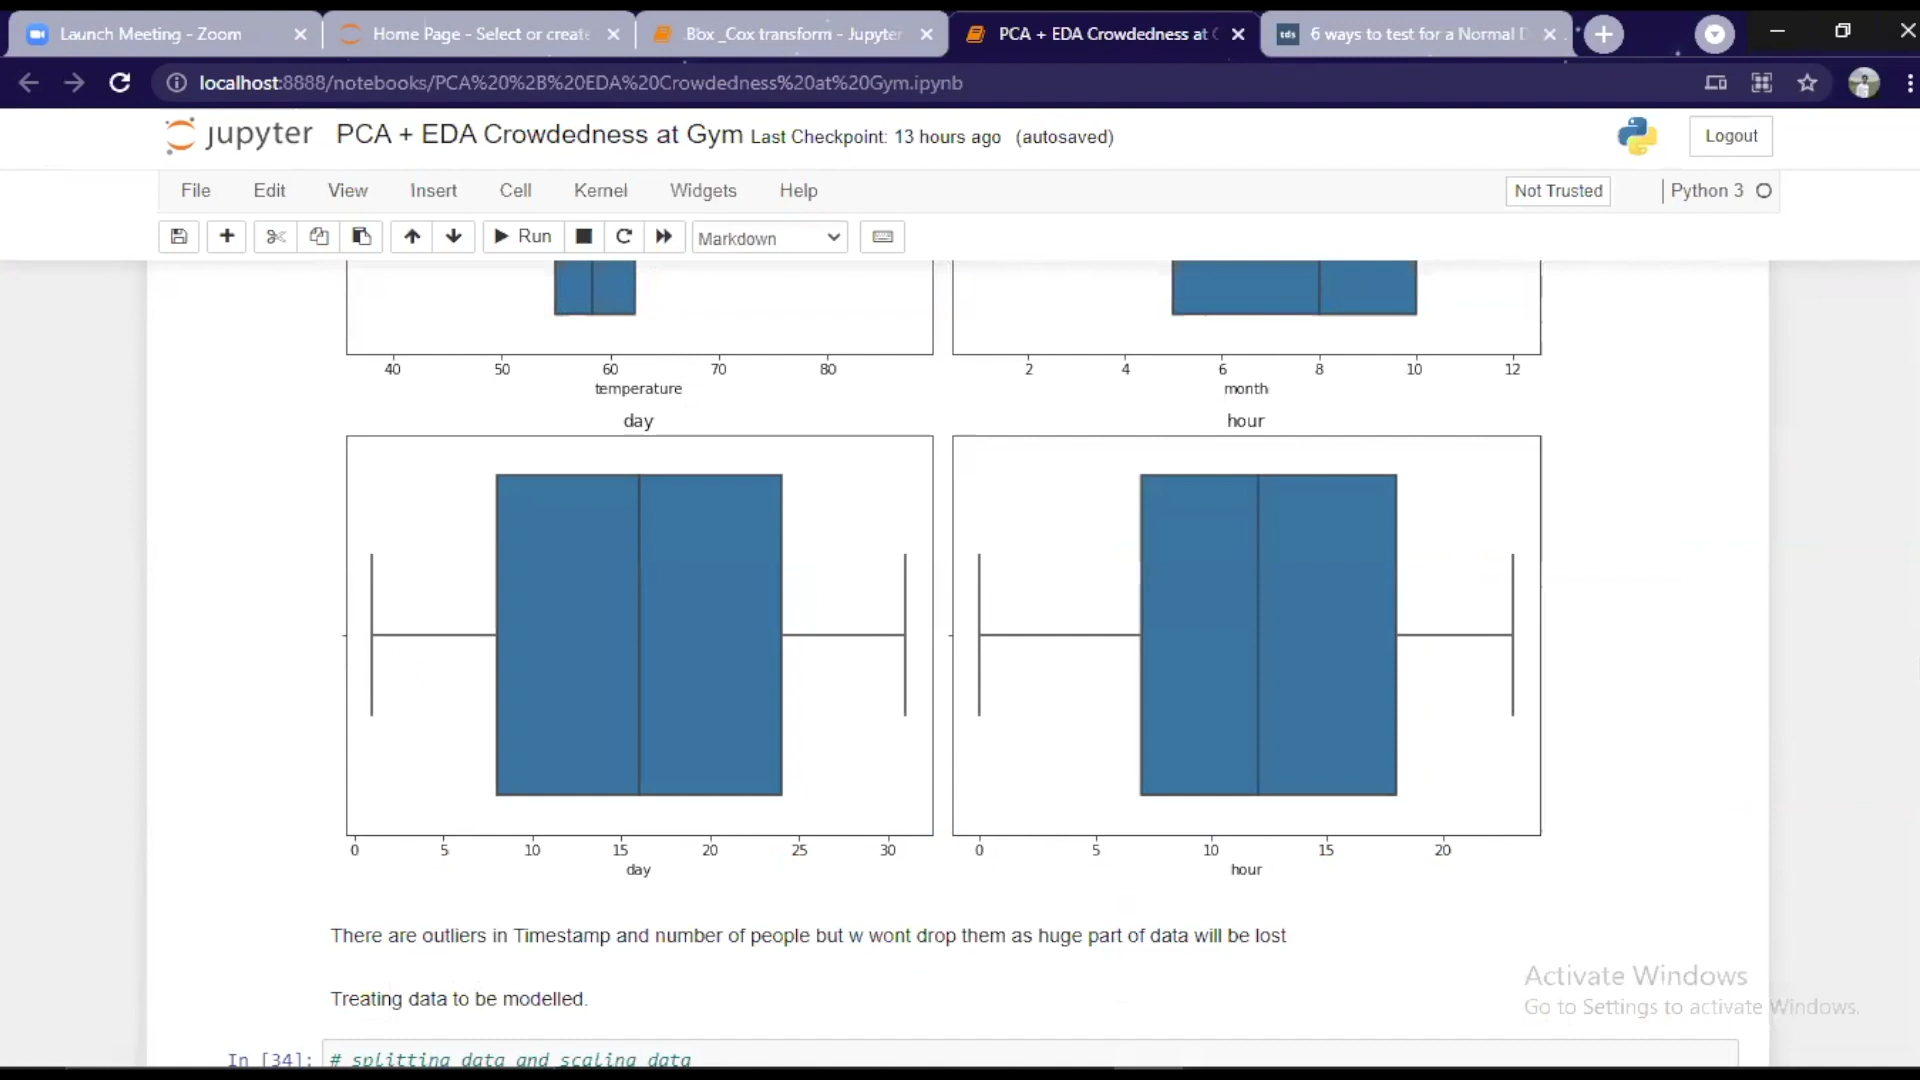 Launch Meeting - Zoom
Home Page - Select or create
Box _Cox transform - Jupyter
PCA + EDA Crowdedness at G
tds 6 ways to test for a Normal D
localhost:8888/notebooks/PCA%20%2B%20EDA%20Crowdedness%20at%20Gym.ipynb
jupyter PCA + EDA Crowdedness at Gym Last Checkpoint: 13 hours ago (autosaved)
Logout
File Edit View Insert Cell Kernel Widgets Help
Not Trusted
Python 3
Run
Markdown
40 50 60 70 80
temperature
2 4 6 8 10 12
month
day
0 5 10 15 20 25 30
day
hour
0 5 10 15 20
hour
There are outliers in Timestamp and number of people but w wont drop them as huge part of data will be lost
Treating data to be modelled.
Activate Windows
Go to Settings to activate Windows.
In [34]: # splitting data and scaling data